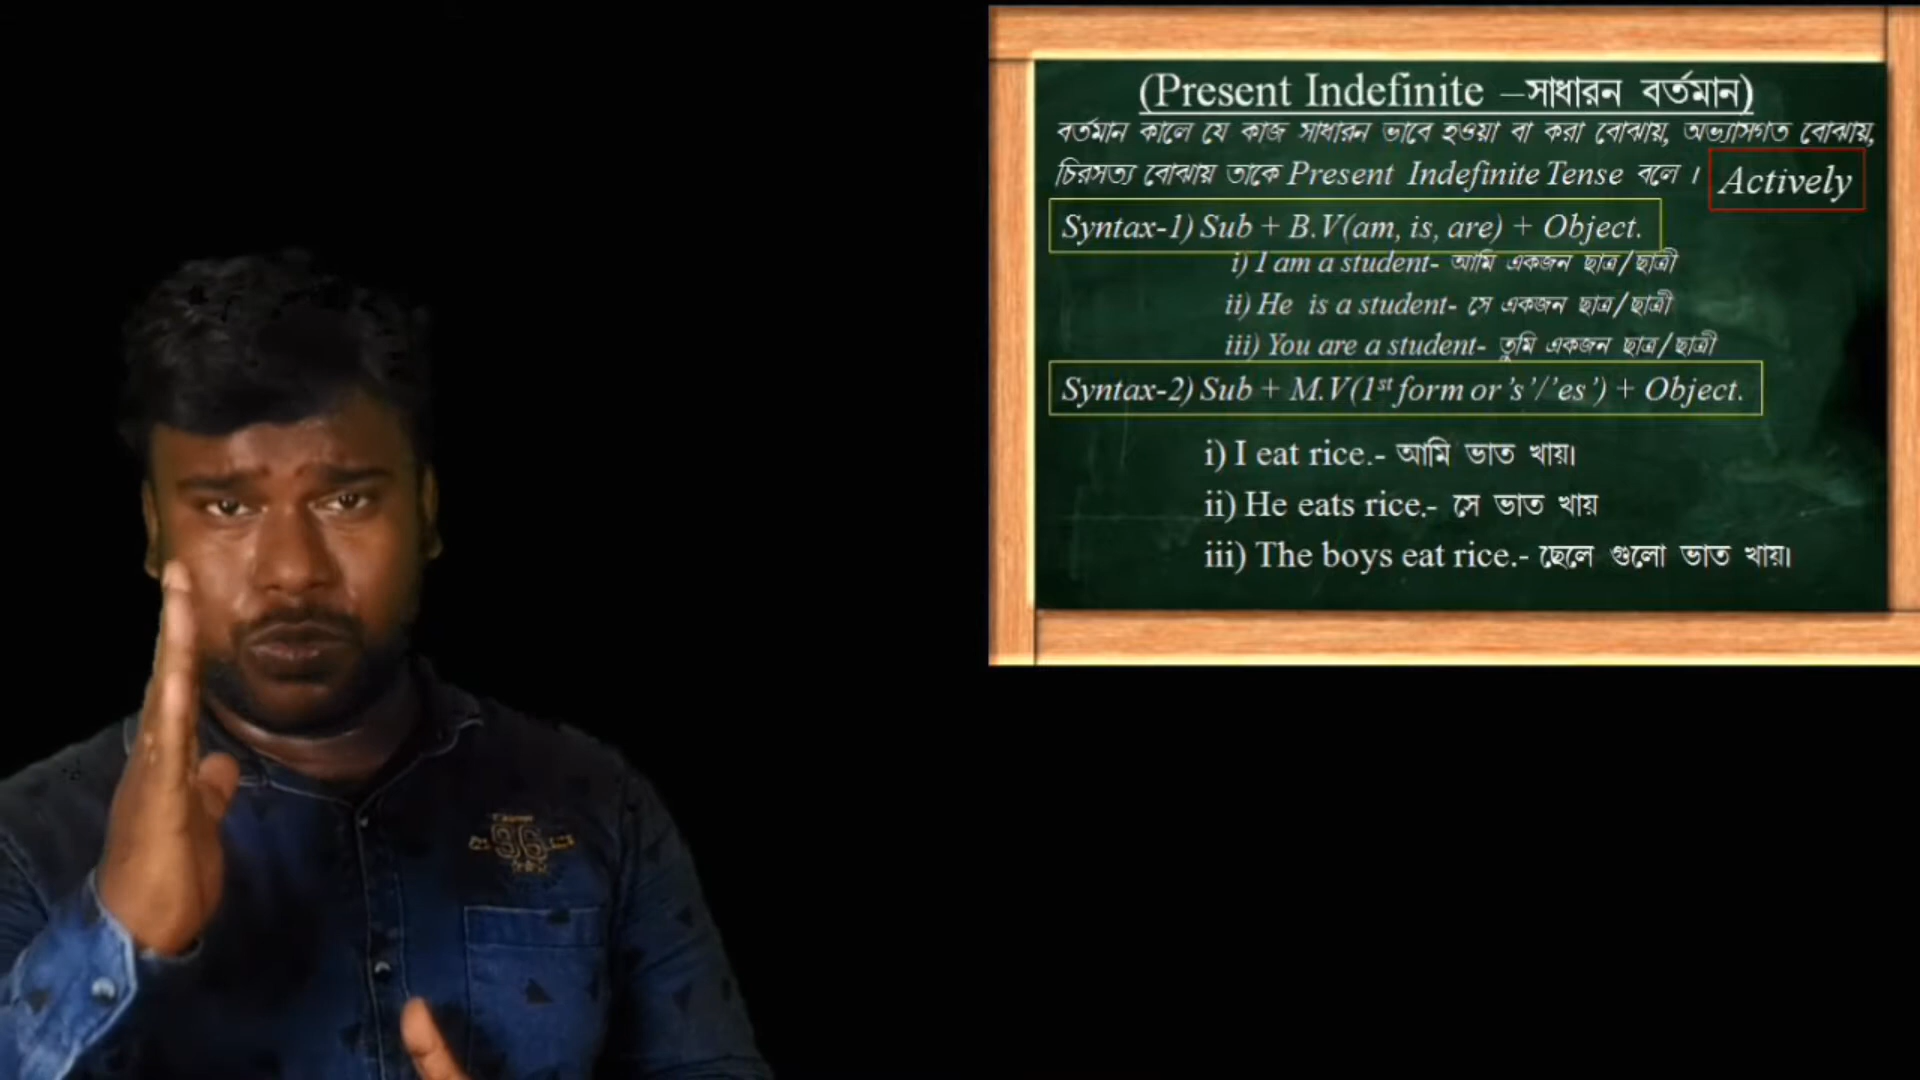 (Present Indefinite –সাধারন বর্তমান)
বর্তমান কালে যে কাজ সাধারন ভাবে হওয়া বা করা বোঝায়, অভ্যাসগত বোঝায়,
চিরসত্য বোঝায় তাকে Present Indefinite Tense বলে ।
Actively
Syntax-1) Sub + B.V(am, is, are) + Object.
i) I am a student- আমি একজন ছাত্র/ছাত্রী
ii) He is a student- সে একজন ছাত্র/ছাত্রী
iii) You are a student- তুমি একজন ছাত্র/ছাত্রী
Syntax-2) Sub + M.V(1st form or ’s’/’es’) + Object.
i) I eat rice.- আমি ভাত খায়।
ii) He eats rice.- সে ভাত খায়
iii) The boys eat rice.- ছেলে গুলো ভাত খায়।
96